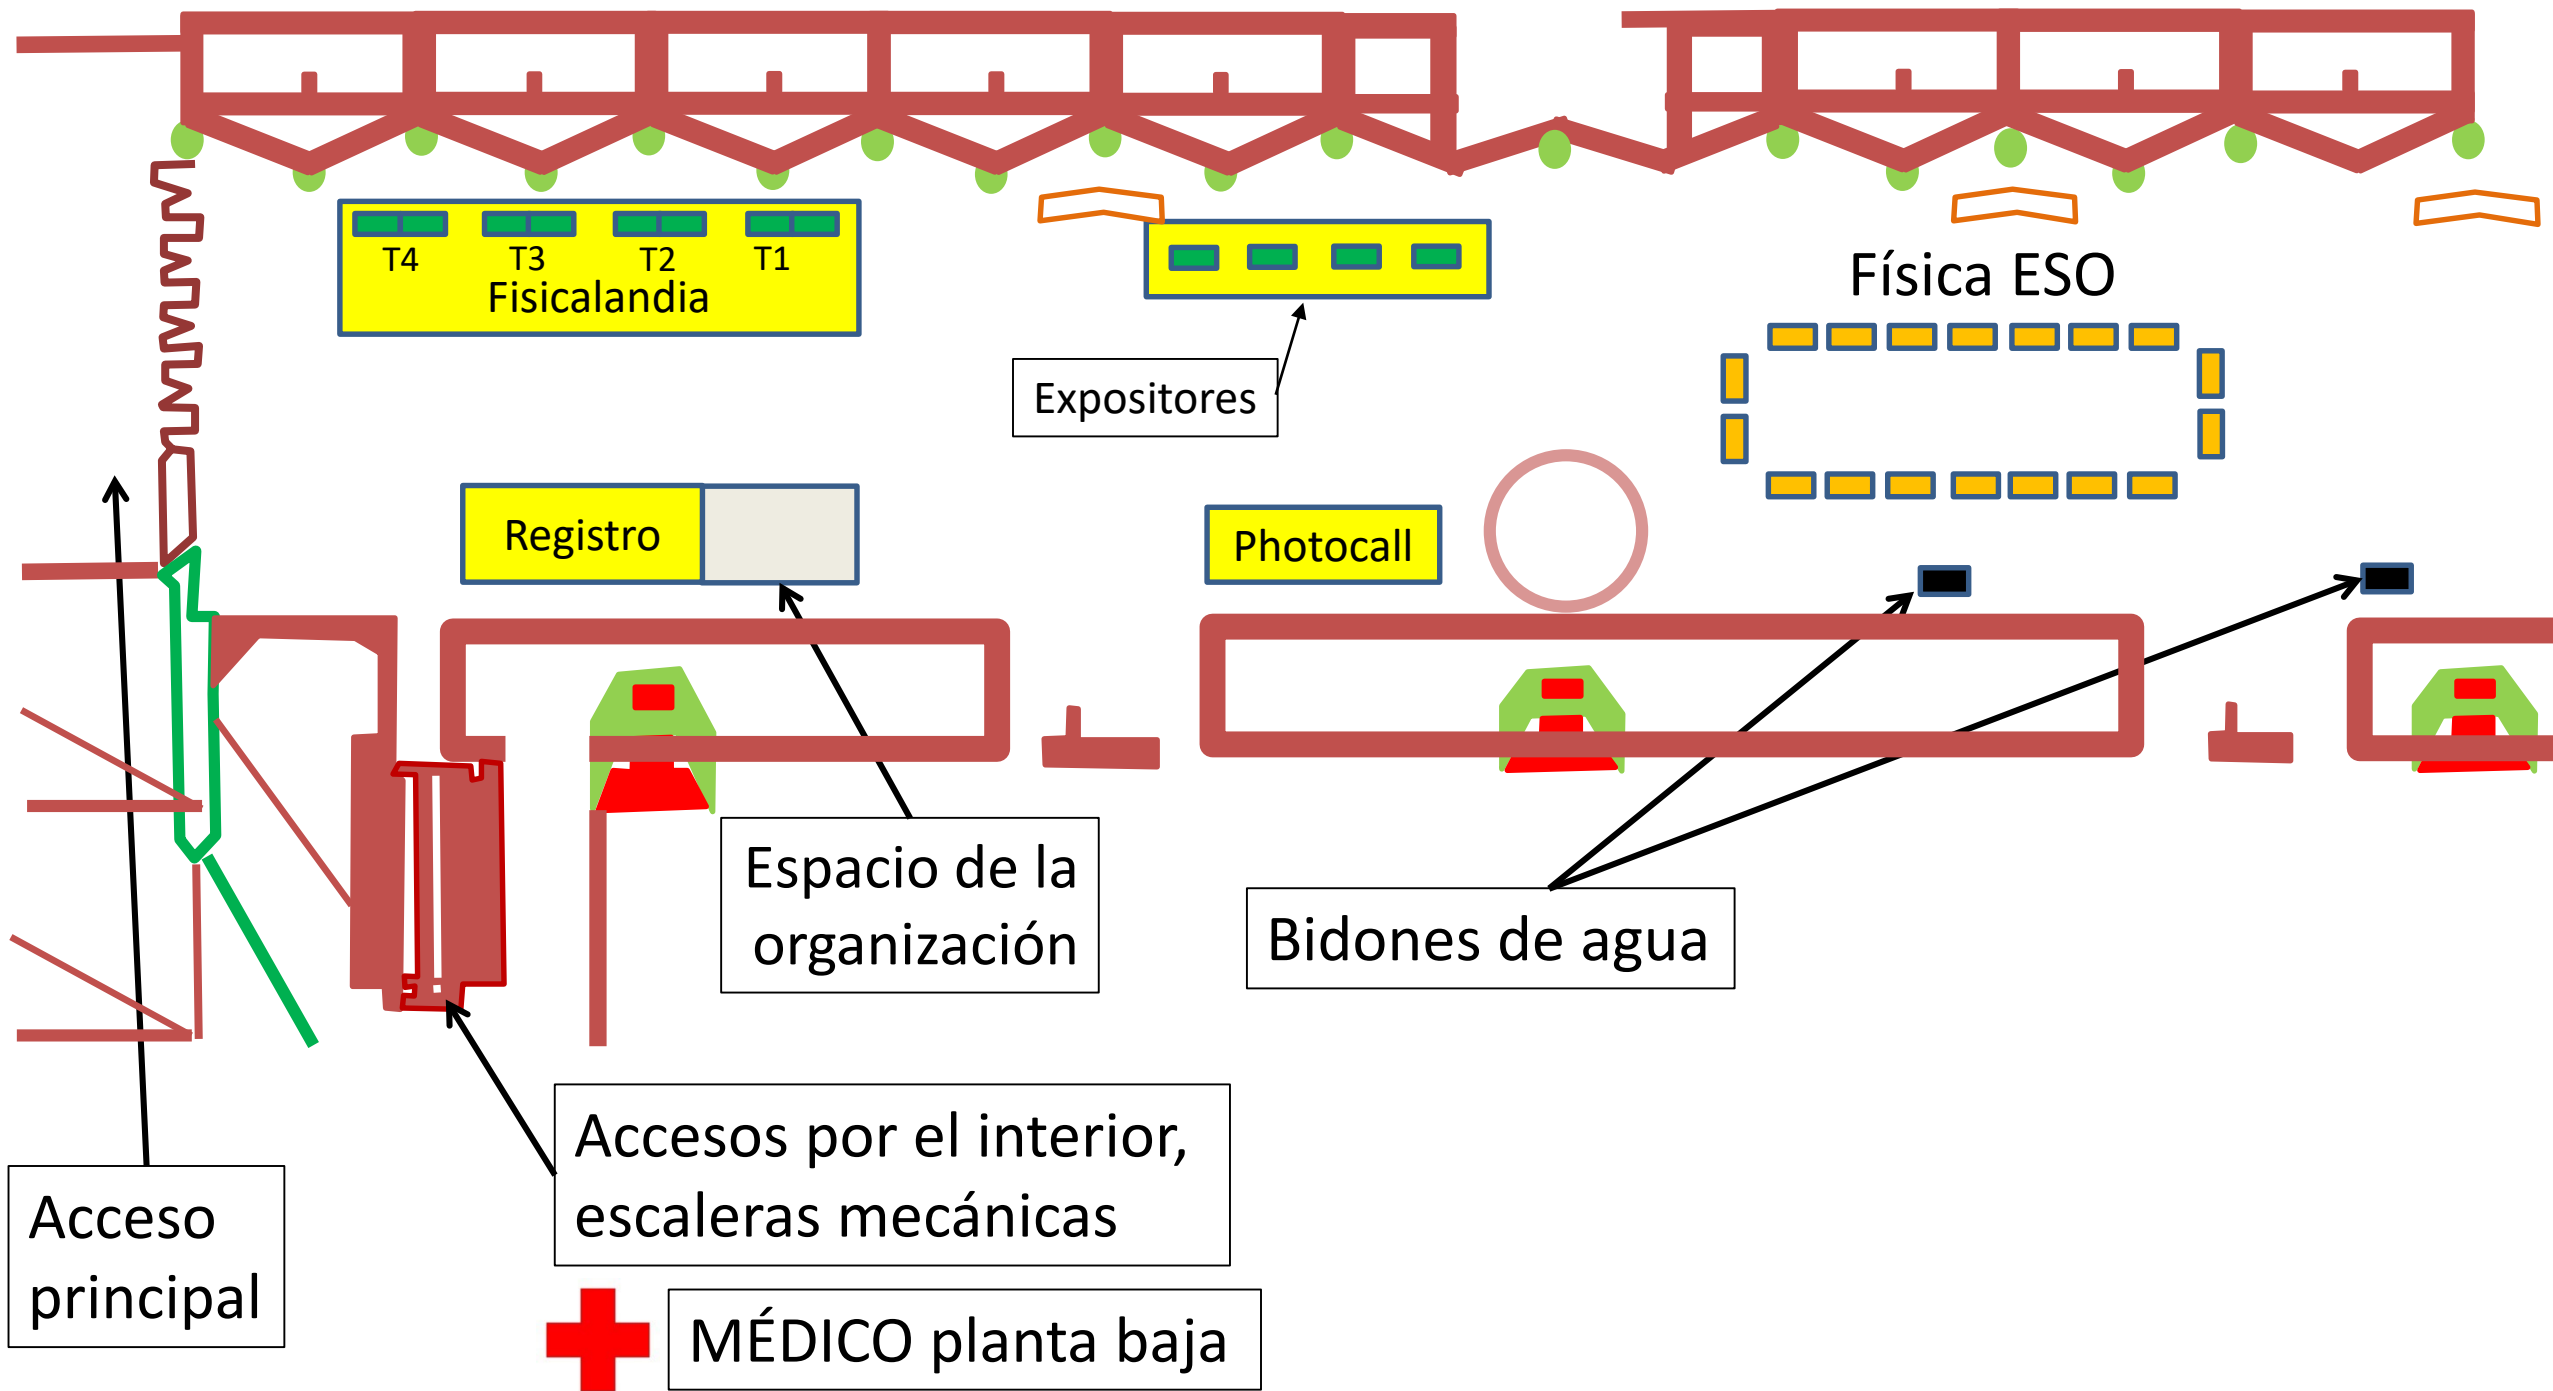 T4 T3 T2 T1
Fisicalandia
Física ESO
Expositores
Registro
Photocall
Espacio de la
organización
Bidones de agua
Accesos por el interior,
escaleras mecánicas
Acceso
principal
MÉDICO planta baja